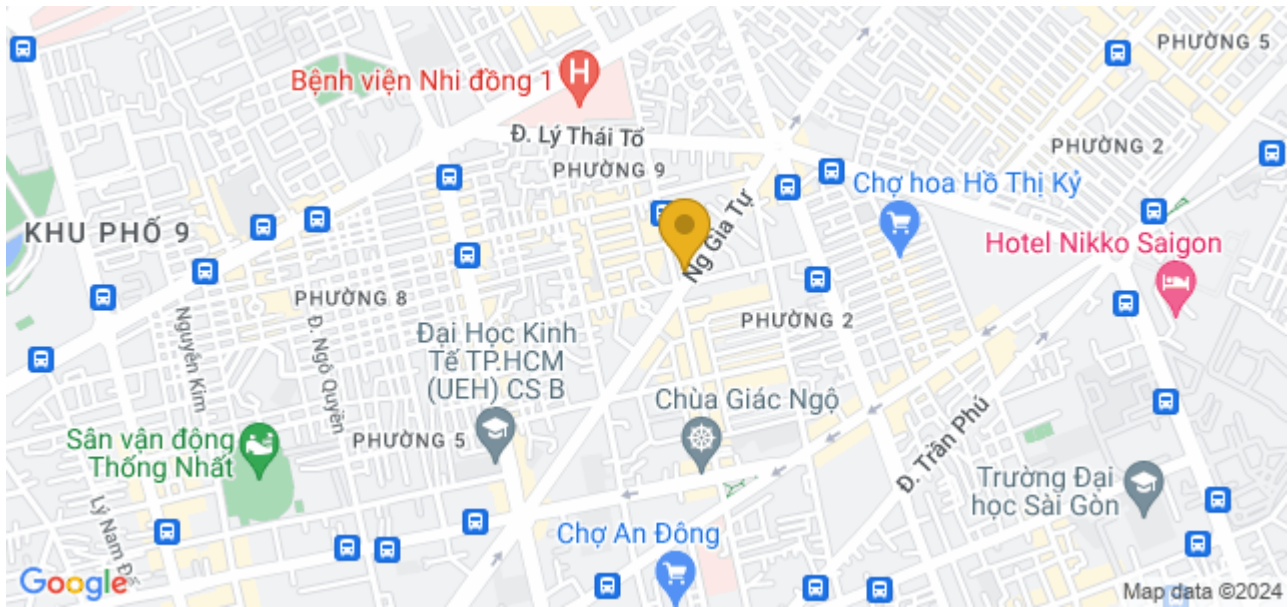 PHƯỜNG 5
Bệnh viện Nhi đồng 1
H
Đ. Lý Thái Tổ
PHƯỜNG 9
PHƯỜNG 2
Chợ hoa Hồ Thị Kỷ
KHU PHỐ 9
Ng Gia Tự
Hotel Nikko Saigon
PHƯỜNG 8
Nguyễn Kim
Đ. Ngô Quyền
PHƯỜNG 2
Đại Học Kinh
Tế TP.HCM
(UEH) CS B
Chùa Giác Ngộ
Đ. Trần Phú
Sân vận động
Thống Nhất
PHƯỜNG 5
Trường Đại
học Sài Gòn
Lý Nam Đế
Chợ An Đông
Google
Map data ©2024